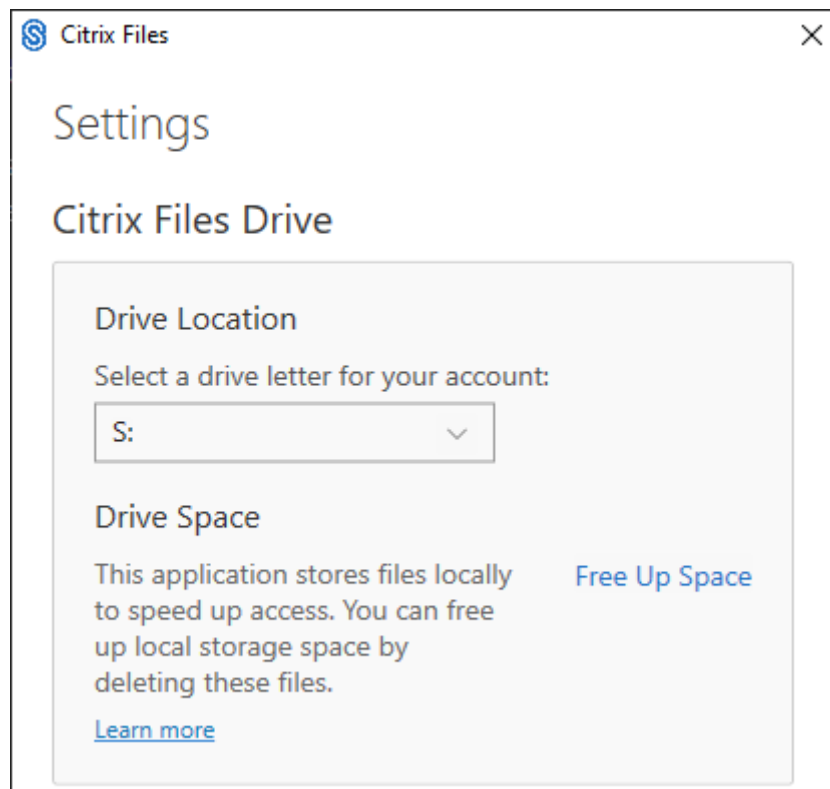 Citrix Files
Settings
Citrix Files Drive
Drive Location
Select a drive letter for your account:
S:
Drive Space
This application stores files locally
to speed up access. You can free
up local storage space by
deleting these files.
Free Up Space
Learn more